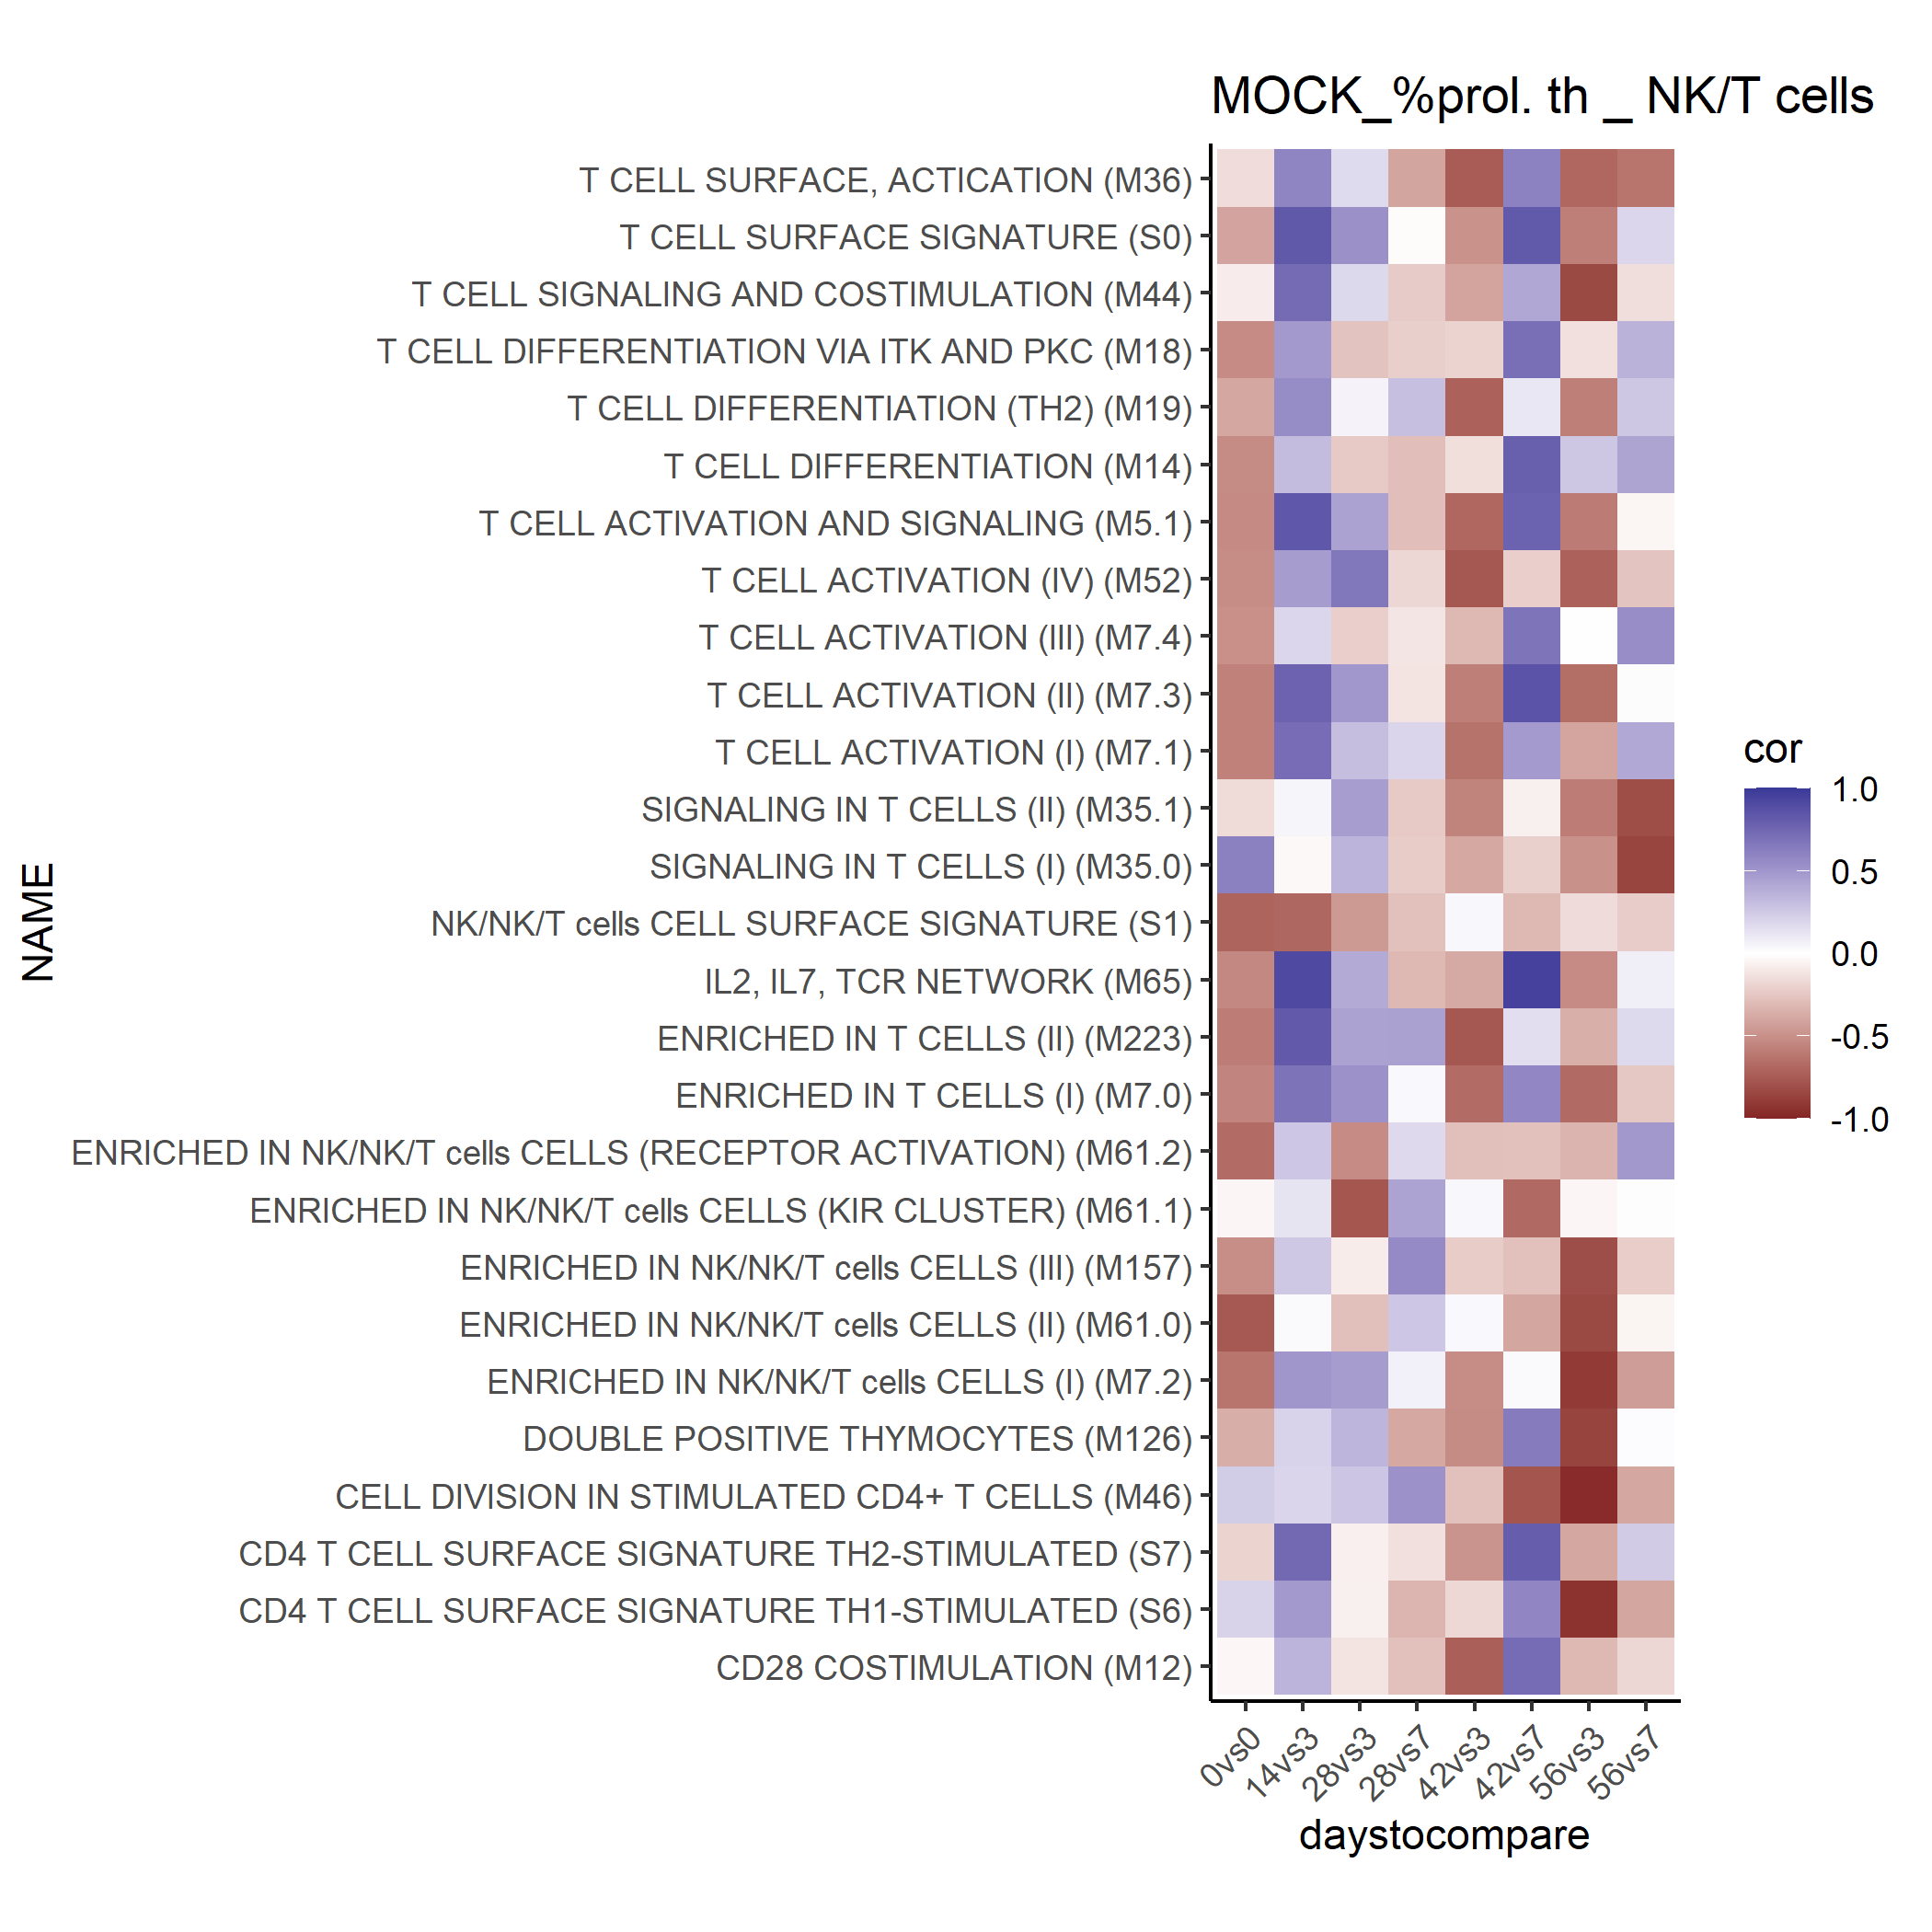 MOCK_%prol. th _ NK/T cells
T CELL SURFACE, ACTICATION (M36)
T CELL SURFACE SIGNATURE (S0)
T CELL SIGNALING AND COSTIMULATION (M44)
T CELL DIFFERENTIATION VIA ITK AND PKC (M18)
T CELL DIFFERENTIATION (TH2) (M19)
T CELL DIFFERENTIATION (M14)
T CELL ACTIVATION AND SIGNALING (M5.1)
T CELL ACTIVATION (IV) (M52)
T CELL ACTIVATION (III) (M7.4)
T CELL ACTIVATION (II) (M7.3)
T CELL ACTIVATION (I) (M7.1)
SIGNALING IN T CELLS (II) (M35.1)
SIGNALING IN T CELLS (I) (M35.0)
NK/NK/T cells CELL SURFACE SIGNATURE (S1)
IL2, IL7, TCR NETWORK (M65)
ENRICHED IN T CELLS (II) (M223)
ENRICHED IN T CELLS (I) (M7.0)
ENRICHED IN NK/NK/T cells CELLS (RECEPTOR ACTIVATION) (M61.2)
ENRICHED IN NK/NK/T cells CELLS (KIR CLUSTER) (M61.1)
ENRICHED IN NK/NK/T cells CELLS (III) (M157)
ENRICHED IN NK/NK/T cells CELLS (II) (M61.0)
ENRICHED IN NK/NK/T cells CELLS (I) (M7.2)
DOUBLE POSITIVE THYMOCYTES (M126)
CELL DIVISION IN STIMULATED CD4+ T CELLS (M46)
CD4 T CELL SURFACE SIGNATURE TH2-STIMULATED (S7)
CD4 T CELL SURFACE SIGNATURE TH1-STIMULATED (S6)
CD28 COSTIMULATION (M12)
NAME
0vs0
14vs3
28vs3
28vs7
42vs3
42vs7
56vs3
56vs7
daystocompare
cor
1.0
0.5
0.0
-0.5
-1.0